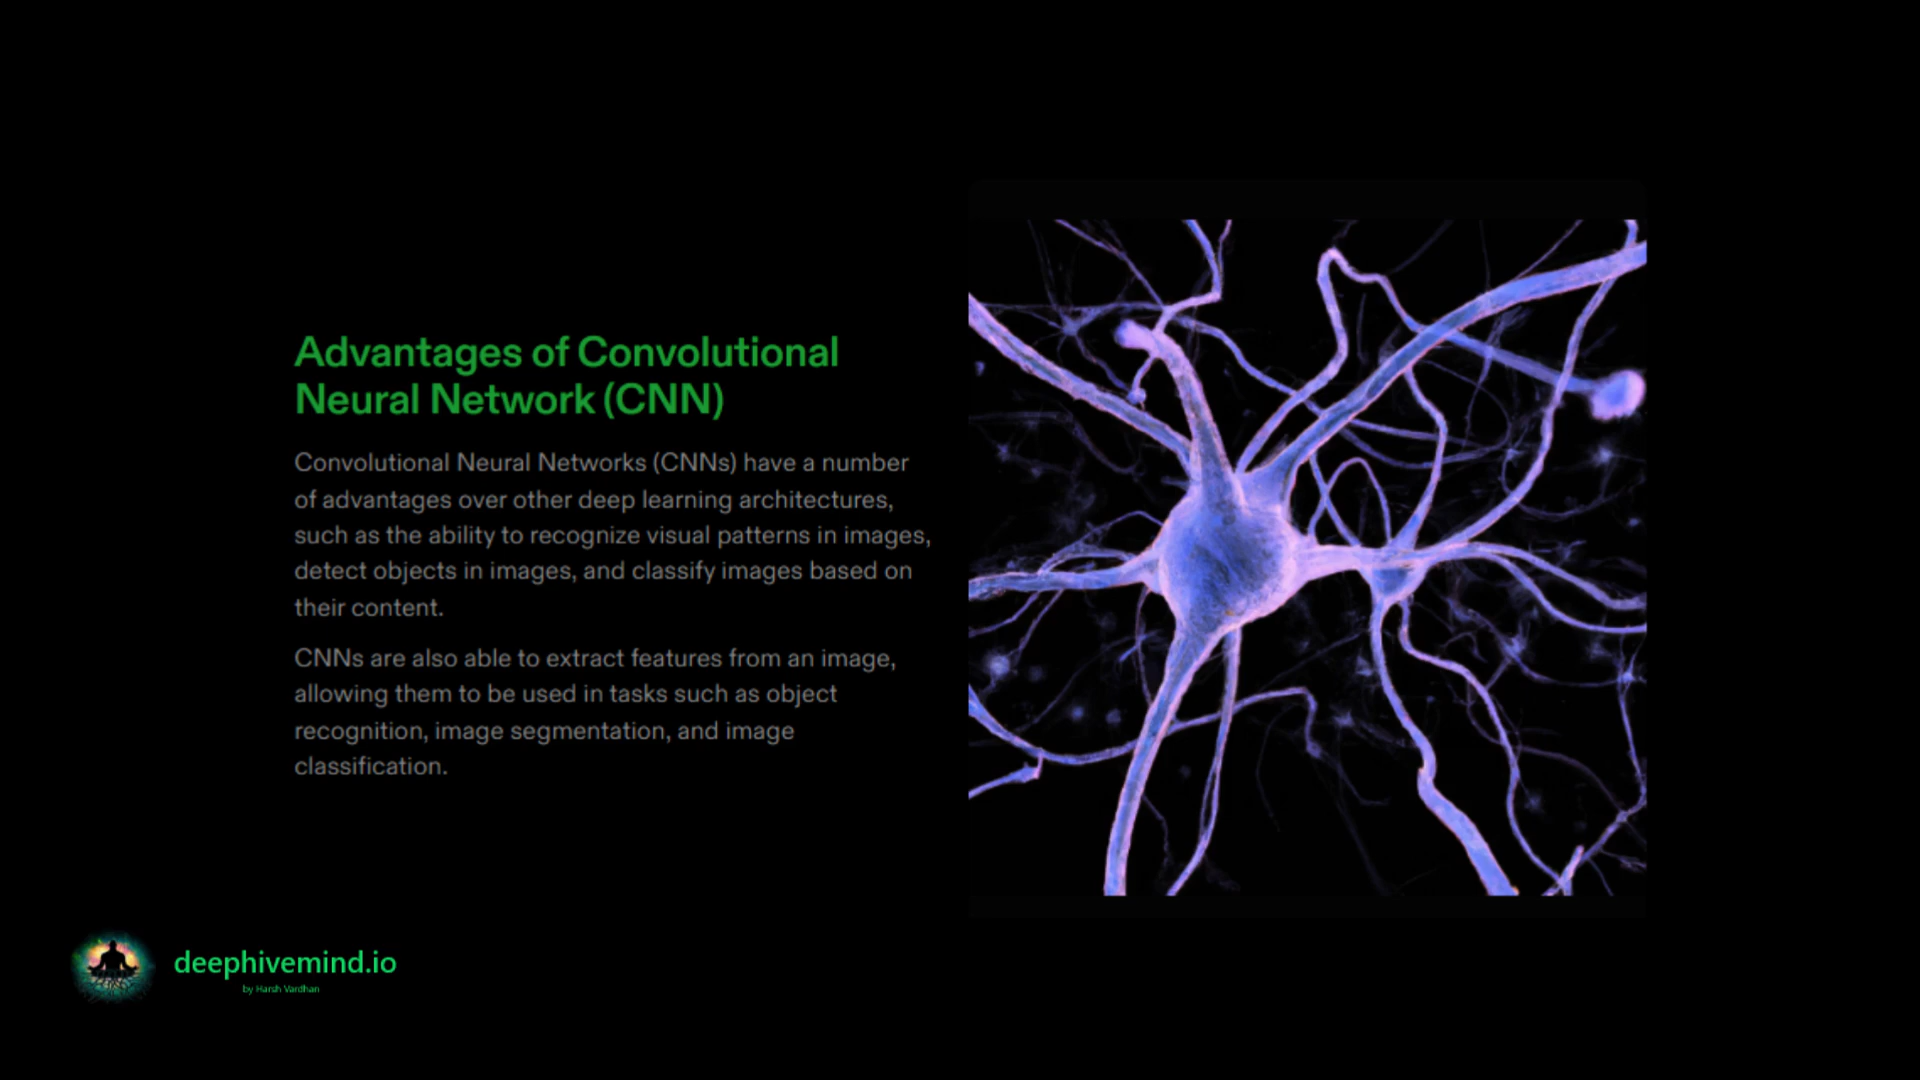 Advantages of Convolutional
Neural Network (CNN)
Convolutional Neural Networks (CNNs) have a number
of advantages over other deep learning architectures,
such as the ability to recognize visual patterns in images,
detect objects in images, and classify images based on
their content.
CNNs are also able to extract features from an image,
allowing them to be used in tasks such as object
recognition, image segmentation, and image
classification.
deephivemind.io
by Harsh Vardhan